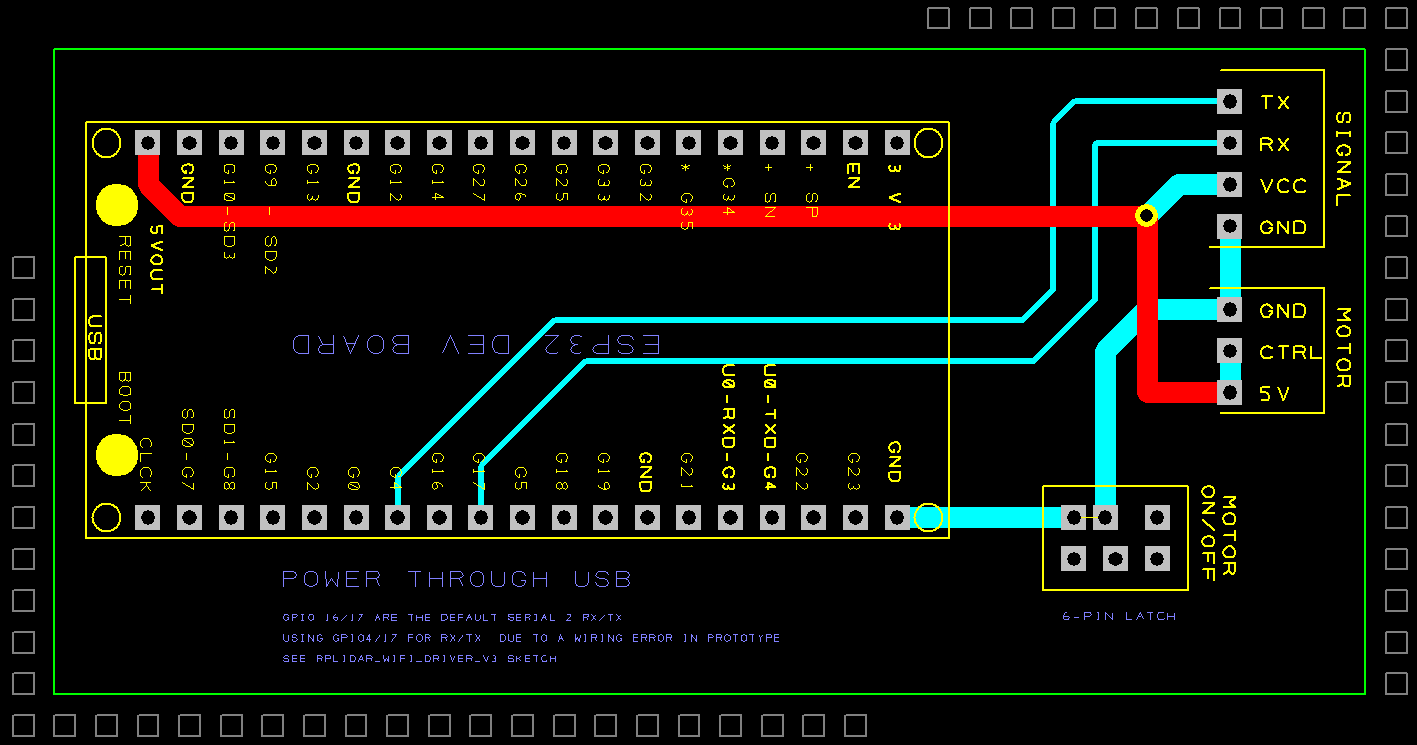 TX
RX
VCC
GND
SIGNAL
GND
G10-SD3
G9 - SD2
G13
GND
G12
G14
G27
G26
G25
G33
G32
* G35
*G34
+ SN
+ SP
EN
3 V 3
5VOUT
RESET
USB
BOOT
ESP32 DEV BOARD
GND
CTRL
5V
MOTOR
CLCK
SD0-G7
SD1-G8
G15
G2
G0
G4
G16
G17
G5
G18
G19
GND
G21
U0-RXD-G3
U0-TXD-G4
G22
G23
GND
MOTOR
ON/OFF
6-PIN LATCH
POWER THROUGH USB
GPIO 16/17 ARE THE DEFAULT SERIAL 2 RX/TX
USING GPIO4/17 FOR RX/TX  DUE TO A WIRING ERROR IN PROTOTYPE
SEE RPLIDAR_WIFI_DRIVER_V3 SKETCH